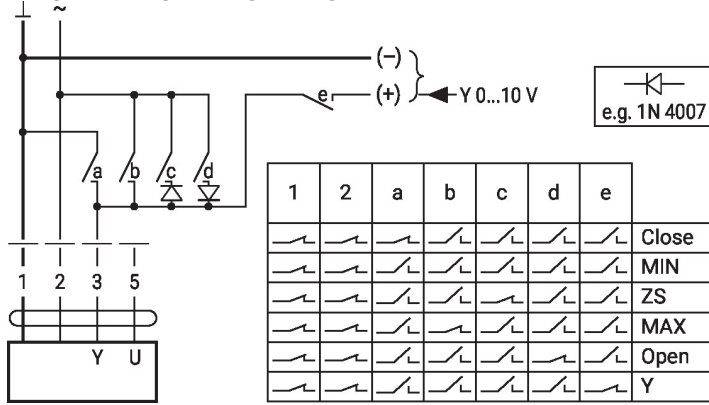 ~
(–)
e (+) Y 0...10 V
e.g. 1N 4007
a b c d
1 2 a b c d e
Close
MIN
ZS
MAX
Open
Y
1 2 3 5
Y U